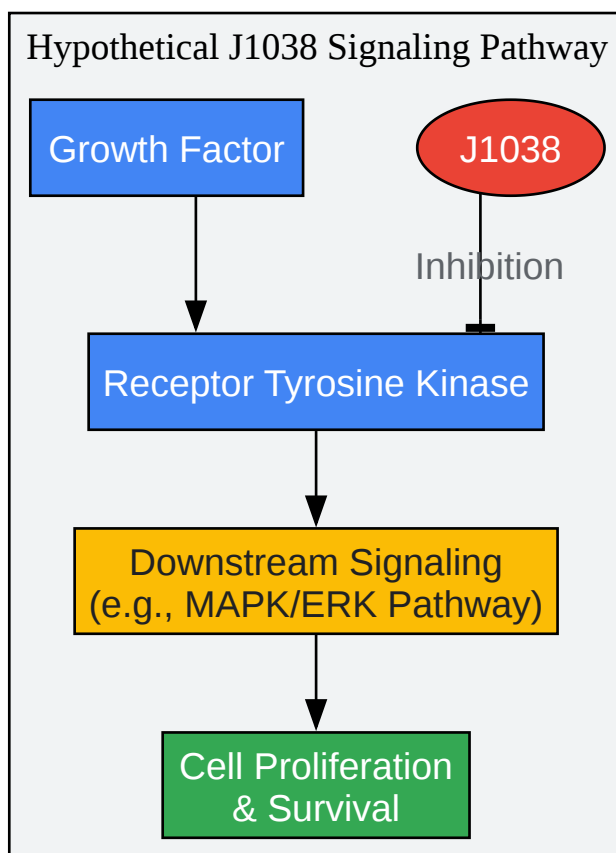 Hypothetical J1038 Signaling Pathway
Growth Factor
J1038
Inhibition
Receptor Tyrosine Kinase
Downstream Signaling
(e.g., MAPK/ERK Pathway)
Cell Proliferation
& Survival